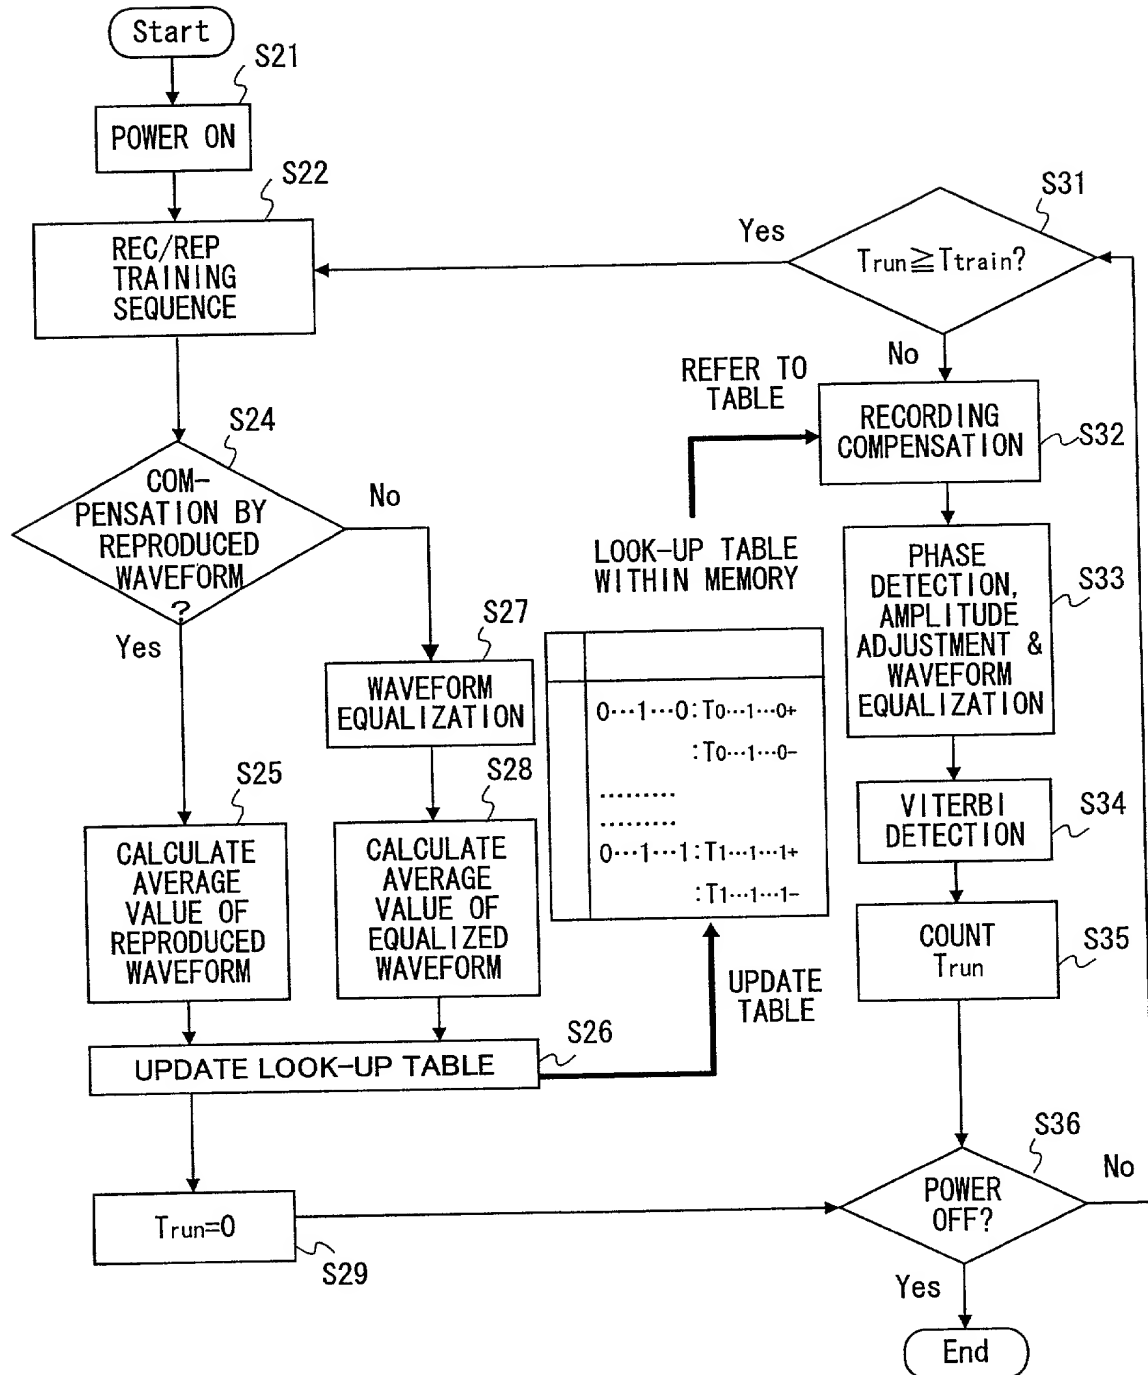 Start
S21
POWER ON
S22
REC/REP
TRAINING
SEQUENCE
S24
COM-
PENSATION BY
REPRODUCED
WAVEFORM
?
No
Yes
S27
WAVEFORM
EQUALIZATION
S25
CALCULATE
AVERAGE
VALUE OF
REPRODUCED
WAVEFORM
S28
CALCULATE
AVERAGE
VALUE OF
EQUALIZED
WAVEFORM
S26
UPDATE LOOK-UP TABLE
Trun=0
S29
UPDATE
TABLE
LOOK-UP TABLE
WITHIN MEMORY
0···1···0:T0···1···0+
:T0···1···0-
·········
·········
0···1···1:T1···1···1+
:T1···1···1-
REFER TO
TABLE
S31
Trun≧Ttrain?
Yes
No
RECORDING
COMPENSATION
S32
PHASE
DETECTION,
AMPLITUDE
ADJUSTMENT &
WAVEFORM
EQUALIZATION
S33
VITERBI
DETECTION
S34
COUNT
Trun
S35
S36
POWER
OFF?
No
Yes
End